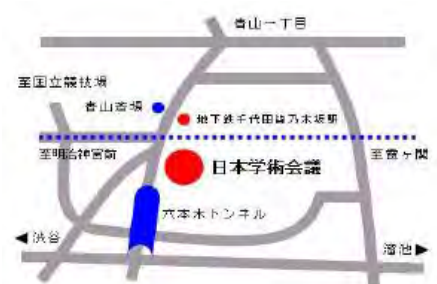 青山一丁目
至国立競技場
青山斎場
地下鉄千代田線乃木坂駅
至明治神宮前
至霞ヶ関
日本学術会議
六本木トンネル
◀渋谷
溜池▶